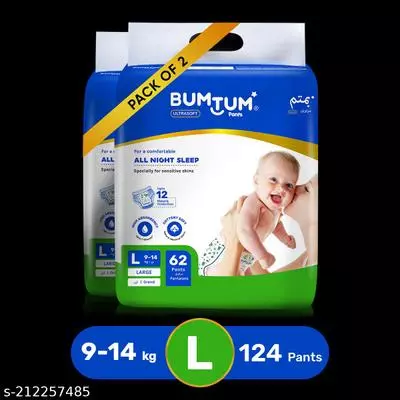 PACK OF 2
BUMTUM
Pants
ULTRASOFT
For a comfortable
ALL NIGHT SLEEP
Specially for sensitive skins
12
L
9-14
LARGE
62
Pants
9-14 kg
L
124 Pants
s-212257485